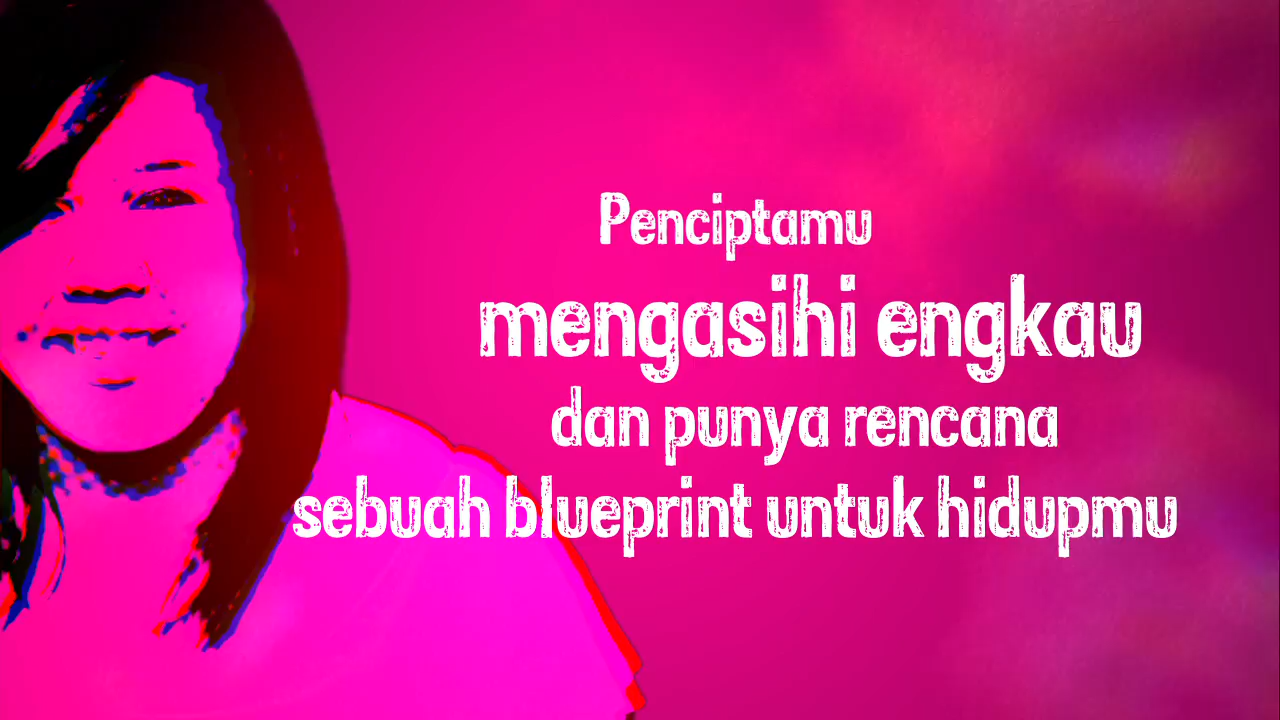 Penciptamu
mengasihi engkau
dan punya rencana
sebuah blueprint untuk hidupmu